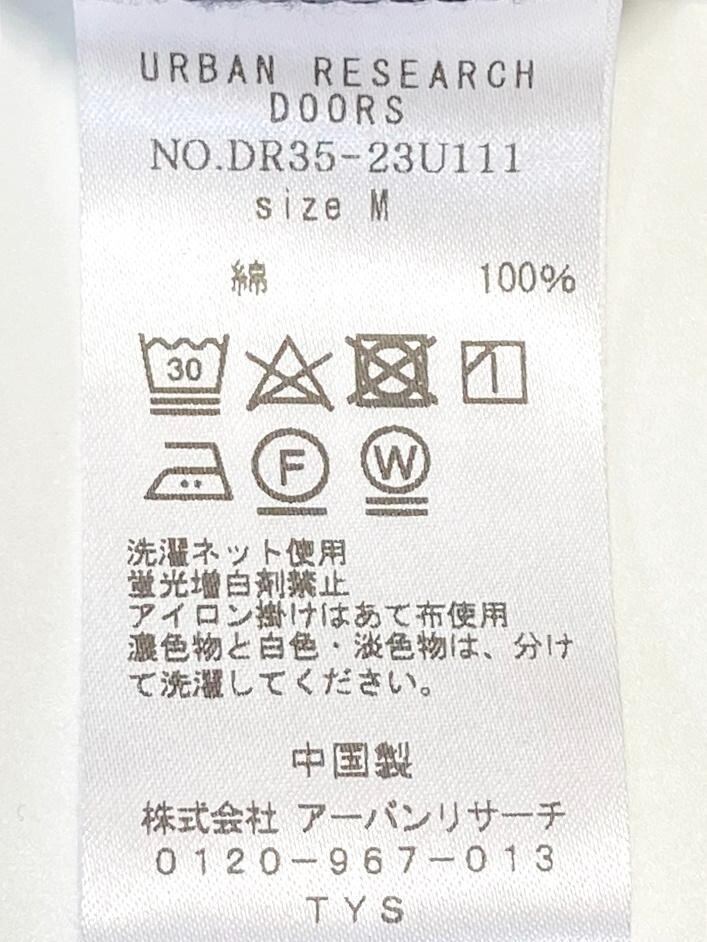 URBAN RESEARCH
DOORS
NO.DR35-23U111
size M
綿 100%
30
F W
洗濯ネット使用
蛍光増白剤禁止
アイロン掛けはあて布使用
濃色物と白色・淡色物は、分け
て洗濯してください。
中国製
株式会社 アーバンリサーチ
0120-967-013
TYS